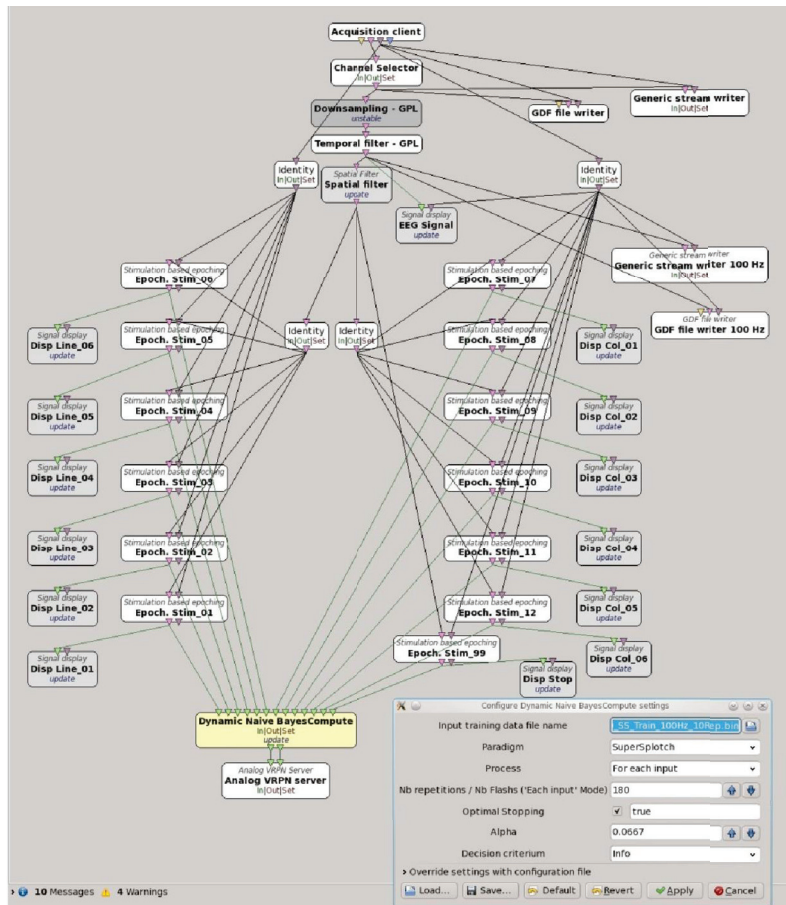 Acquisition client
Channel Selector
In|Out|Set
Generic stream writer
In|Out|Set
GDF file writer
Downsampling - GPL
unstable
Temporal filter - GPL
Identity
In|Out|Set
Spatial Filter
Spatial filter
update
Identity
In|Out|Set
Signal display
EEG Signal
update
Generic stream writer
Generic stream writer 100 Hz
In|Out|Set
GDF file writer
GDF file writer 100 Hz
Stimulation based epoching
Epoch. Stim_06
Stimulation based epoching
Epoch. Stim_07
Signal display
Disp Line_06
update
Stimulation based epoching
Epoch. Stim_05
Identity
In|Out|Set
Identity
In|Out|Set
Stimulation based epoching
Epoch. Stim_08
Signal display
Disp Col_01
update
Signal display
Disp Line_05
update
Stimulation based epoching
Epoch. Stim_04
Stimulation based epoching
Epoch. Stim_09
Signal display
Disp Col_02
update
Signal display
Disp Line_04
update
Stimulation based epoching
Epoch. Stim_03
Stimulation based epoching
Epoch. Stim_10
Signal display
Disp Col_03
update
Signal display
Disp Line_03
update
Stimulation based epoching
Epoch. Stim_02
Stimulation based epoching
Epoch. Stim_11
Signal display
Disp Col_04
update
Signal display
Disp Line_02
update
Stimulation based epoching
Epoch. Stim_01
Stimulation based epoching
Epoch. Stim_12
Signal display
Disp Col_05
update
Signal display
Disp Line_01
update
Stimulation based epoching
Epoch. Stim_99
Signal display
Disp Col_06
update
Signal display
Disp Stop
update
Dynamic Naive BayesCompute
In|Out|Set
update
Analog VRPN Server
Analog VRPN server
In|Out|Set
Configure Dynamic Naive BayesCompute settings
Input training data file name _S5_Train_100Hz_10Rep.bin
Paradigm SuperSplotch
Process For each input
Nb repetitions / Nb Flashs ('Each input' Mode) 180
Optimal Stopping true
Alpha 0.0667
Decision criterium Info
Override settings with configuration file
Load... Save... Default Revert Apply Cancel
10 Messages 4 Warnings